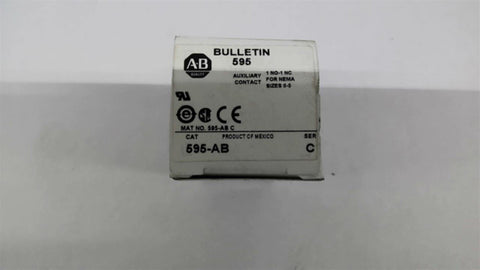 A-B
QUALITY
BULLETIN
595
AUXILIARY CONTACT
1 NO-1 NC
FOR NEMA
SIZES 0-5
MAT NO. 595-AB C
CAT PRODUCT OF MEXICO SER
595-AB C